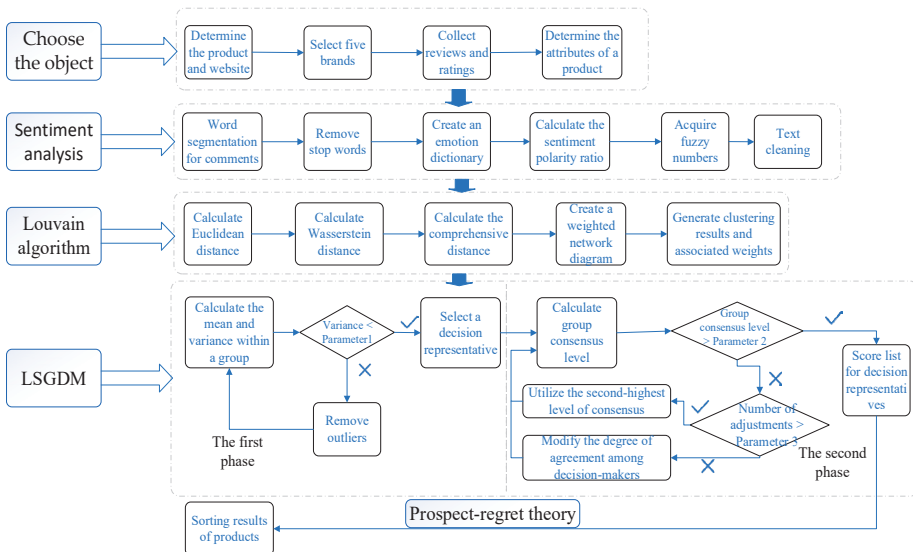 Choose
the object
Determine
the product
and website
Select five
brands
Collect
reviews and
ratings
Determine the
attributes of a
product
Sentiment
analysis
Word
segmentation
for comments
Remove
stop words
Create an
emotion
dictionary
Calculate the
sentiment
polarity ratio
Acquire
fuzzy
numbers
Text
cleaning
Louvain
algorithm
Calculate
Euclidean
distance
Calculate
Wasserstein
distance
Calculate the
comprehensive
distance
Create a
weighted
network
diagram
Generate clustering
results and
associated weights
LSGDM
Calculate the
mean and
variance within
a group
Variance <
Parameter1
Select a
decision
representative
Remove
outliers
The first
phase
Calculate
group
consensus
level
Group
consensus level
> Parameter 2
Score list
for decision
representati
ves
Utilize the second-highest
level of consensus
Number of
adjustments >
Parameter 3
Modify the degree of
agreement among
decision-makers
The second
phase
Prospect-regret theory
Sorting results
of products